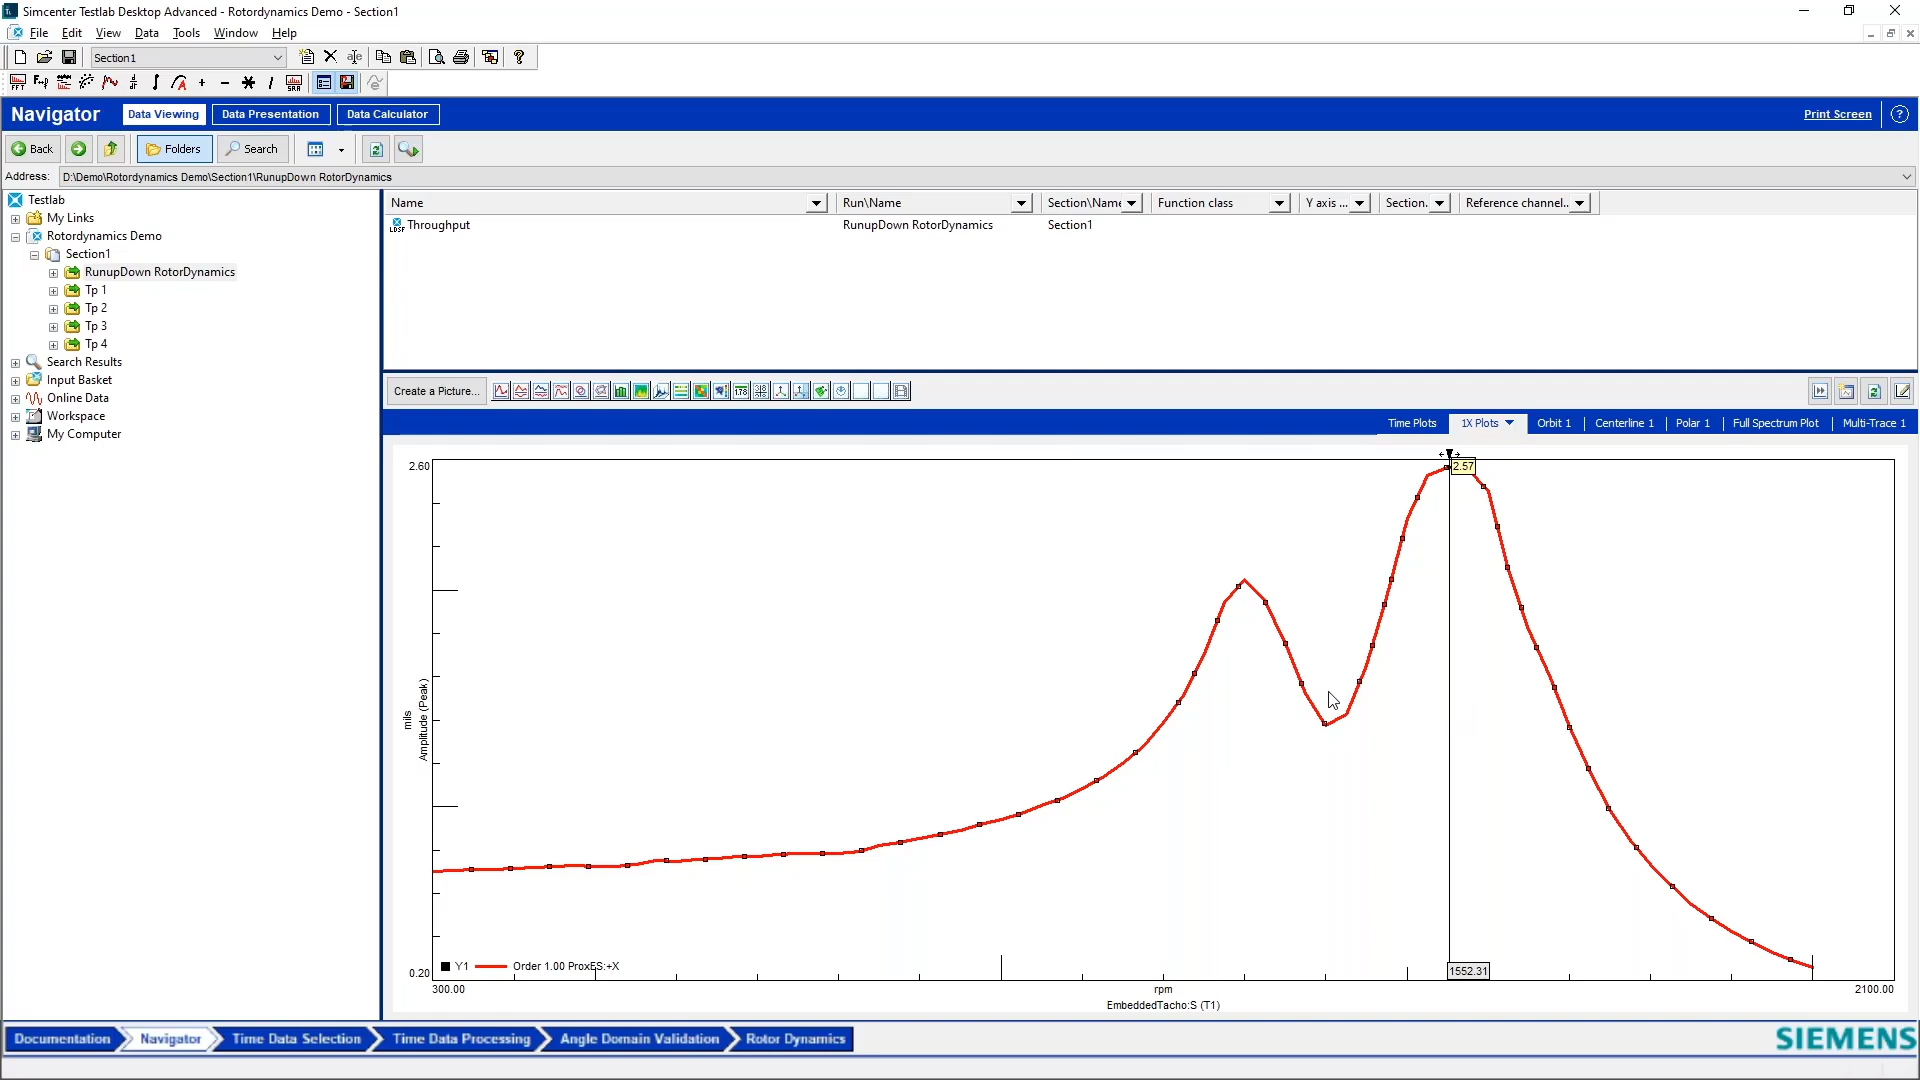 Simcenter Testlab Desktop Advanced - Rotordynamics Demo - Section1
File Edit View Data Tools Window Help
Section1
Navigator Data Viewing Data Presentation Data Calculator Print Screen
Back Folders Search
Address: D:\Demo\Rotordynamics Demo\Section1\RunupDown RotorDynamics
Testlab
My Links
Rotordynamics Demo
Section1
RunupDown RotorDynamics
Tp 1
Tp 2
Tp 3
Tp 4
Search Results
Input Basket
Online Data
Workspace
My Computer
Name Run\Name Section\Name Function class Y axis ... Section. Reference channel..
Throughput RunupDown RotorDynamics Section1
Create a Picture...
Time Plots 1X Plots Orbit 1 Centerline 1 Polar 1 Full Spectrum Plot Multi-Trace 1
2.60
2.57
mils
Amplitude (Peak)
Y1 Order 1.00 ProxES:+X
0.20
1552.31
300.00 rpm 2100.00
EmbeddedTacho:S (T1)
Documentation Navigator Time Data Selection Time Data Processing Angle Domain Validation Rotor Dynamics
SIEMENS